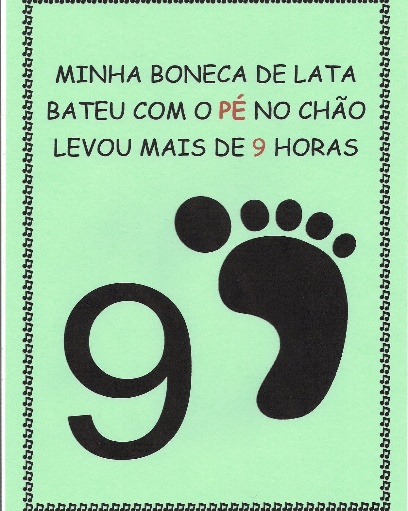 MINHA BONECA DE LATA
BATEU COM O PÉ NO CHÃO
LEVOU MAIS DE 9 HORAS
9